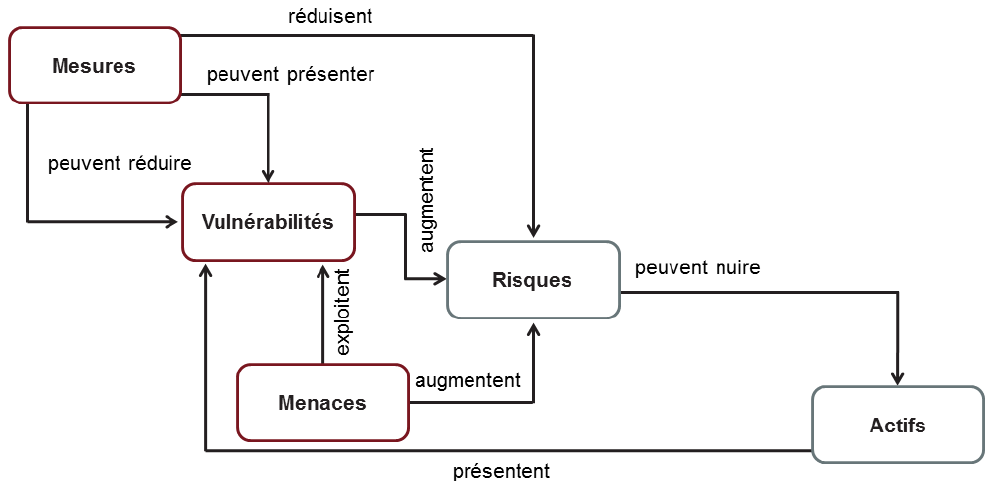 réduisent
Mesures
peuvent présenter
peuvent réduire
augmentent
Vulnérabilités
Risques
peuvent nuire
exploitent
augmentent
Menaces
Actifs
présentent